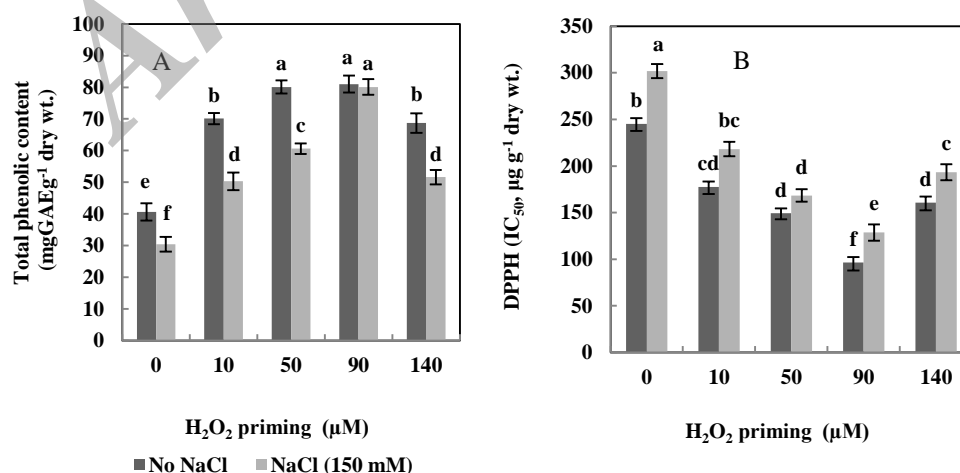 A
Total phenolic content
(mgGAEg-1 dry wt.)
100
90
80
70
60
50
40
30
20
10
0
e
f
b
d
a
c
a
a
b
d
0
10
50
90
140
H2O2 priming (µM)
No NaCl
NaCl (150 mM)
B
DPPH (IC50, µg g-1 dry wt.)
350
300
250
200
150
100
50
0
b
a
cd
bc
d
d
f
e
d
c
0
10
50
90
140
H2O2 priming (µM)